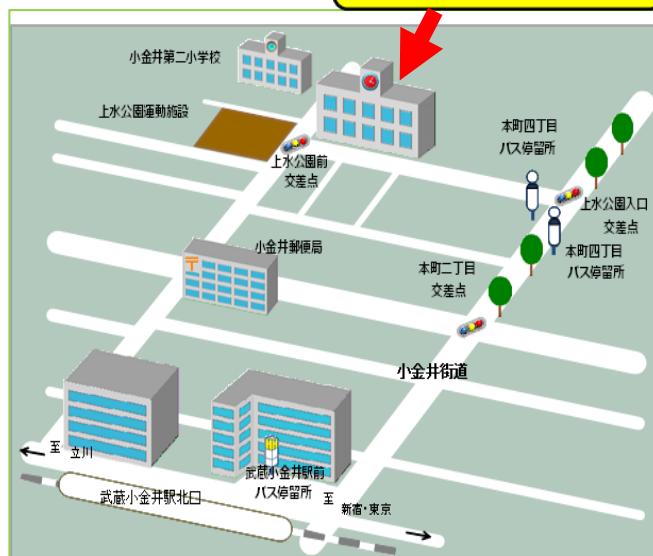 小金井第二小学校
上水公園運動施設
本町四丁目
バス停留所
上水公園前
交差点
上水公園入口
交差点
小金井郵便局
〒
本町四丁目
バス停留所
本町二丁目
交差点
小金井街道
至 立川
武蔵小金井駅前
バス停留所
武蔵小金井駅北口
至
新宿・東京